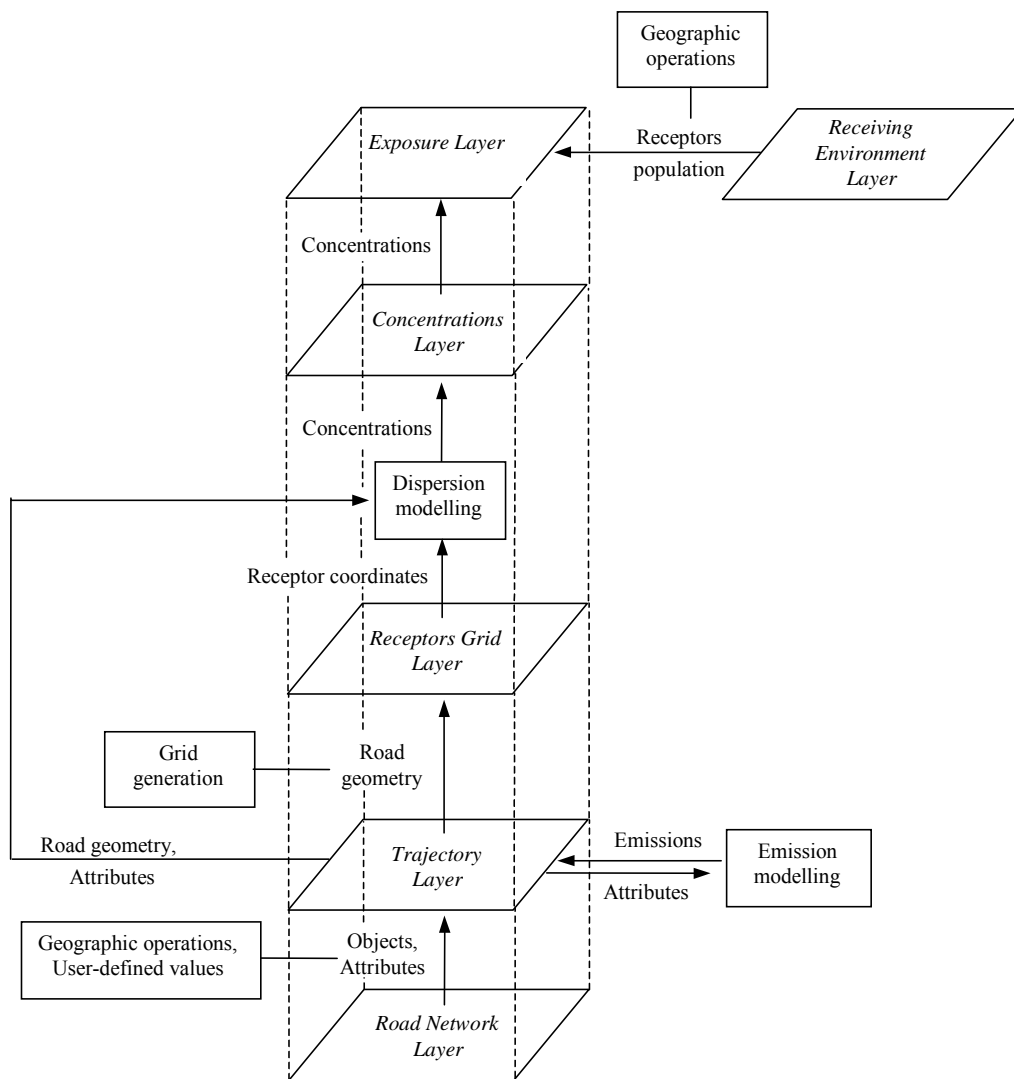 Geographic
operations
Exposure Layer
Receptors
population
Receiving
Environment
Layer
Concentrations
Concentrations
Layer
Concentrations
Dispersion
modelling
Receptor coordinates
Receptors Grid
Layer
Grid
generation
Road
geometry
Road geometry,
Attributes
Trajectory
Layer
Emissions
Attributes
Emission
modelling
Geographic operations,
User-defined values
Objects,
Attributes
Road Network
Layer